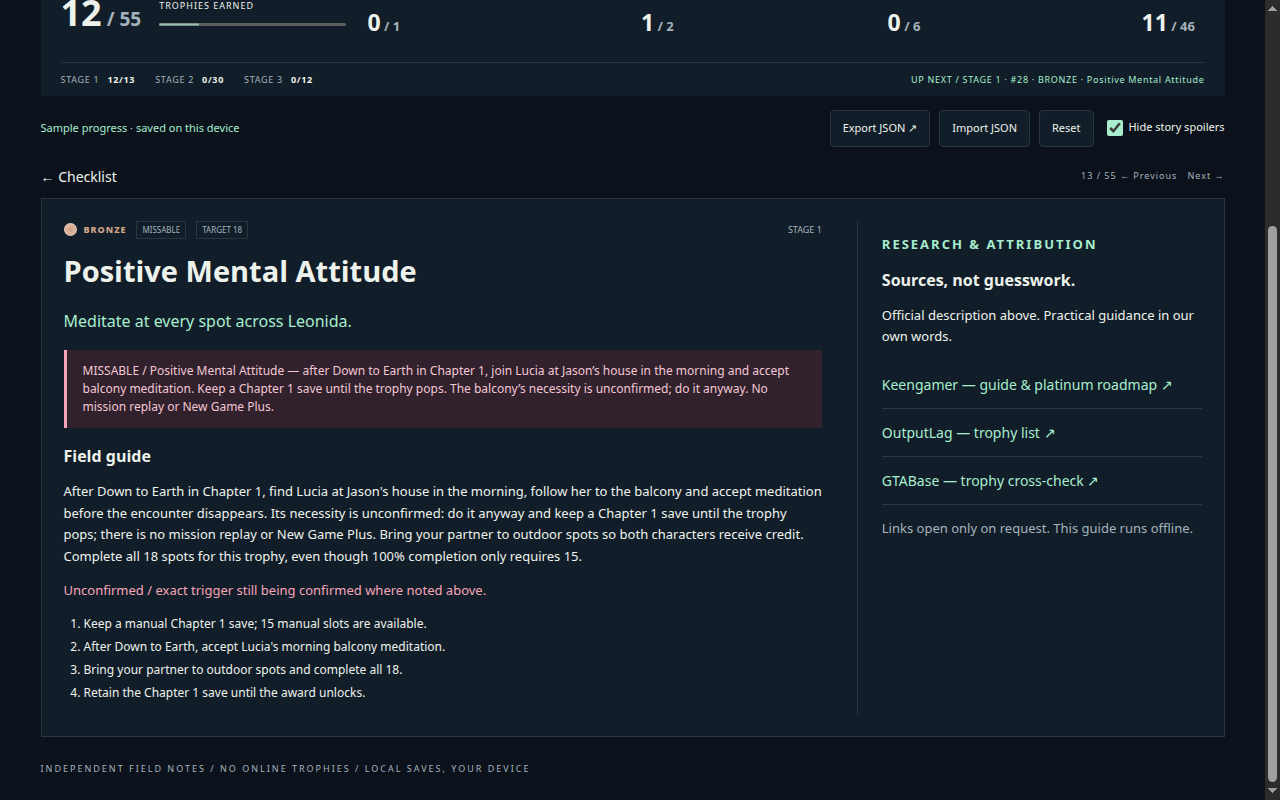 TROPHIES EARNED
12 / 55
0 / 1
1 / 2
0 / 6
11 / 46
STAGE 1 12/13 STAGE 2 0/30 STAGE 3 0/12
UP NEXT / STAGE 1 · #28 · BRONZE · Positive Mental Attitude
Sample progress · saved on this device
Export JSON ↗
Import JSON
Reset
Hide story spoilers
← Checklist
13 / 55 ← Previous Next →
BRONZE MISSABLE TARGET 18
STAGE 1
Positive Mental Attitude
Meditate at every spot across Leonida.
MISSABLE / Positive Mental Attitude — after Down to Earth in Chapter 1, join Lucia at Jason’s house in the morning and accept
balcony meditation. Keep a Chapter 1 save until the trophy pops. The balcony’s necessity is unconfirmed; do it anyway. No
mission replay or New Game Plus.
Field guide
After Down to Earth in Chapter 1, find Lucia at Jason's house in the morning, follow her to the balcony and accept meditation
before the encounter disappears. Its necessity is unconfirmed: do it anyway and keep a Chapter 1 save until the trophy
pops; there is no mission replay or New Game Plus. Bring your partner to outdoor spots so both characters receive credit.
Complete all 18 spots for this trophy, even though 100% completion only requires 15.
Unconfirmed / exact trigger still being confirmed where noted above.
1. Keep a manual Chapter 1 save; 15 manual slots are available.
2. After Down to Earth, accept Lucia's morning balcony meditation.
3. Bring your partner to outdoor spots and complete all 18.
4. Retain the Chapter 1 save until the award unlocks.
RESEARCH & ATTRIBUTION
Sources, not guesswork.
Official description above. Practical guidance in our
own words.
Keengamer — guide & platinum roadmap ↗
OutputLag — trophy list ↗
GTABase — trophy cross-check ↗
Links open only on request. This guide runs offline.
INDEPENDENT FIELD NOTES / NO ONLINE TROPHIES / LOCAL SAVES, YOUR DEVICE